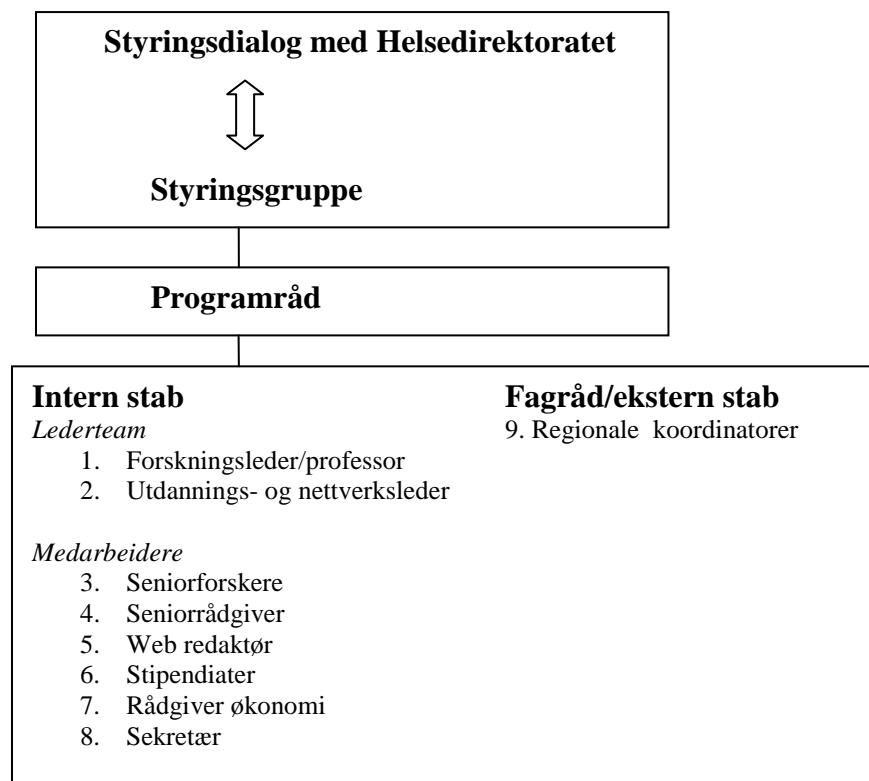 Styringsdialog med Helsedirektoratet
Styringsgruppe
Programråd
Intern stab
Lederteam
1. Forskningsleder/professor
2. Utdannings- og nettverksleder
Medarbeidere
3. Seniorforskere
4. Seniorrådgiver
5. Web redaktør
6. Stipendiater
7. Rådgiver økonomi
8. Sekretær
Fagråd/ekstern stab
9. Regionale koordinatorer